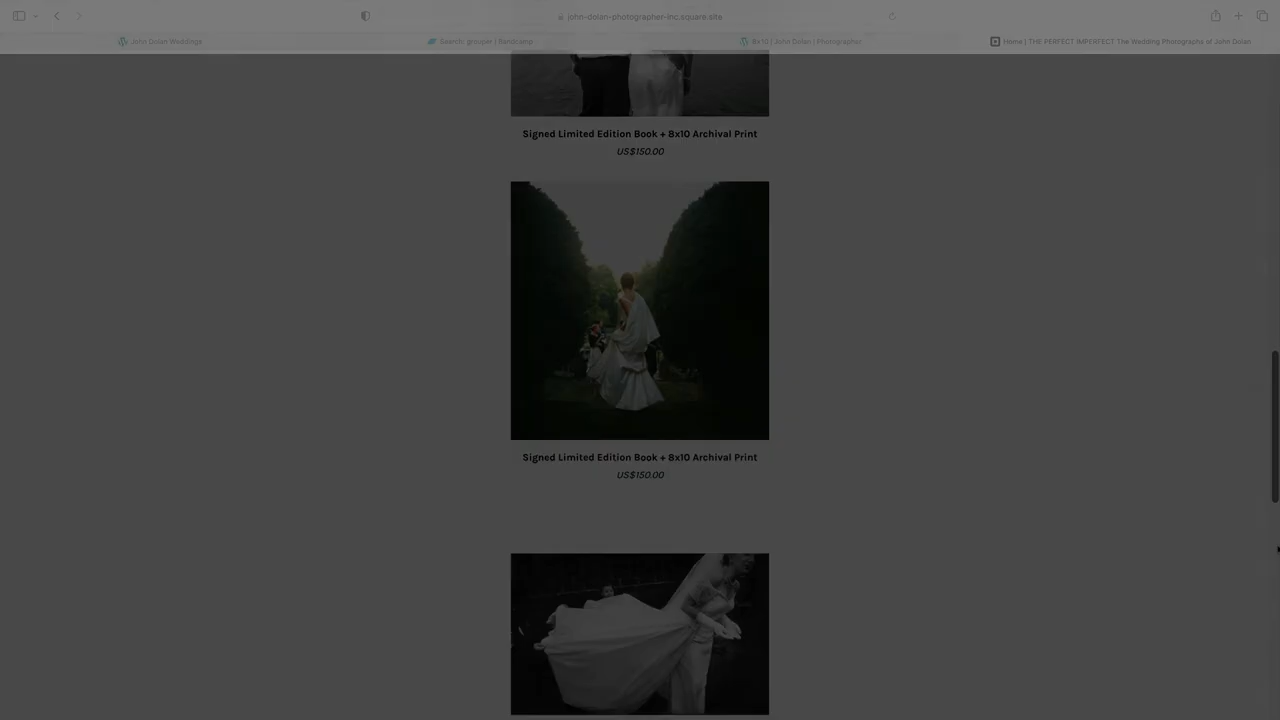 john-dolan-photographer-inc.square.site
John Dolan Weddings
Search: grouper | Bandcamp
8x10 | John Dolan | Photographer
Home | THE PERFECT IMPERFECT The Wedding Photographs of John Dolan
Signed Limited Edition Book + 8x10 Archival Print
US$150.00
Signed Limited Edition Book + 8x10 Archival Print
US$150.00